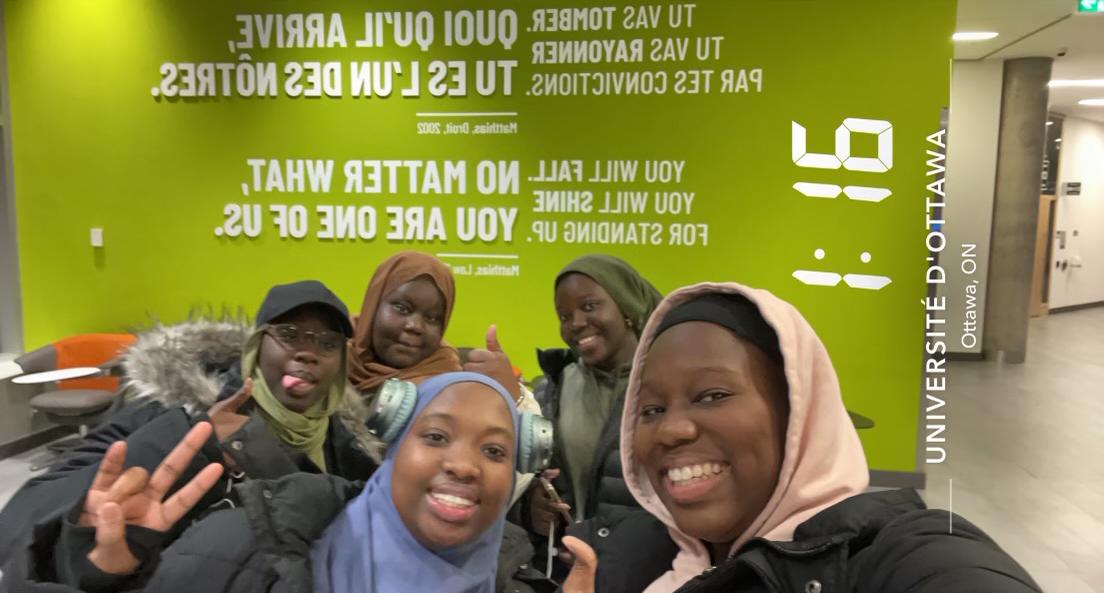 QUOI QU'IL ARRIVE,
TU ES L'UN DES NÔTRES.
Matthias, Droit, 2002
TU VAS TOMBER.
TU VAS RAYONNER
PAR TES CONVICTIONS.
NO MATTER WHAT,
YOU ARE ONE OF US.
Matthias, Law
YOU WILL FALL.
YOU WILL SHINE
FOR STANDING UP.
1:16
UNIVERSITÉ D'OTTAWA
Ottawa, ON